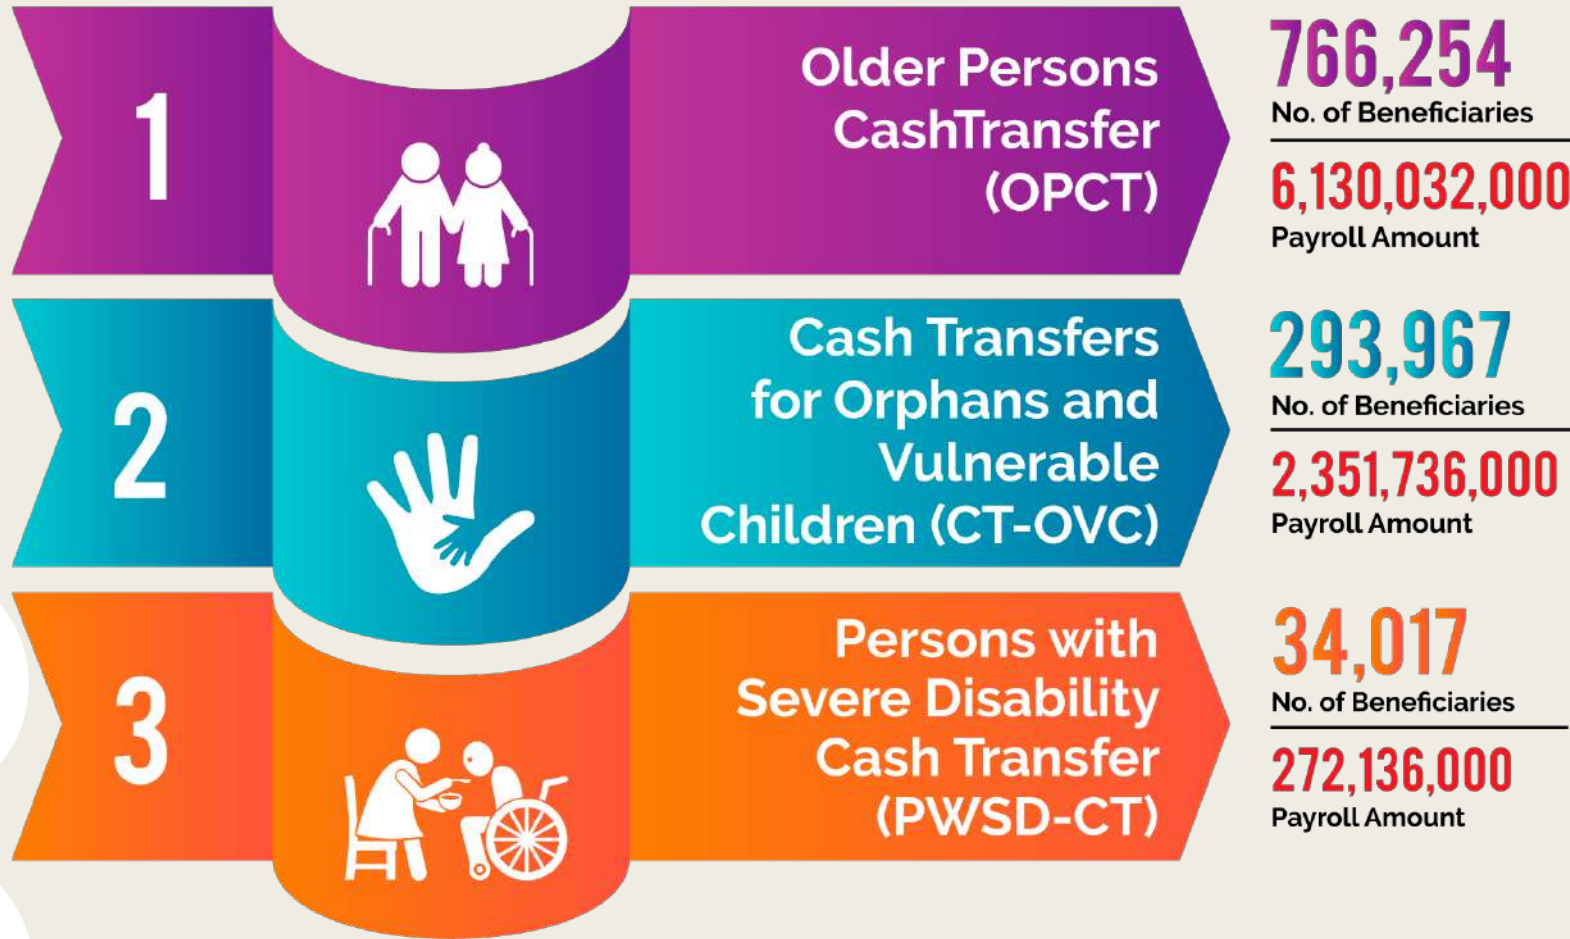 1
Older Persons
CashTransfer
(OPCT)
766,254
No. of Beneficiaries
6,130,032,000
Payroll Amount
2
Cash Transfers
for Orphans and
Vulnerable
Children (CT-OVC)
293,967
No. of Beneficiaries
2,351,736,000
Payroll Amount
3
Persons with
Severe Disability
Cash Transfer
(PWSD-CT)
34,017
No. of Beneficiaries
272,136,000
Payroll Amount